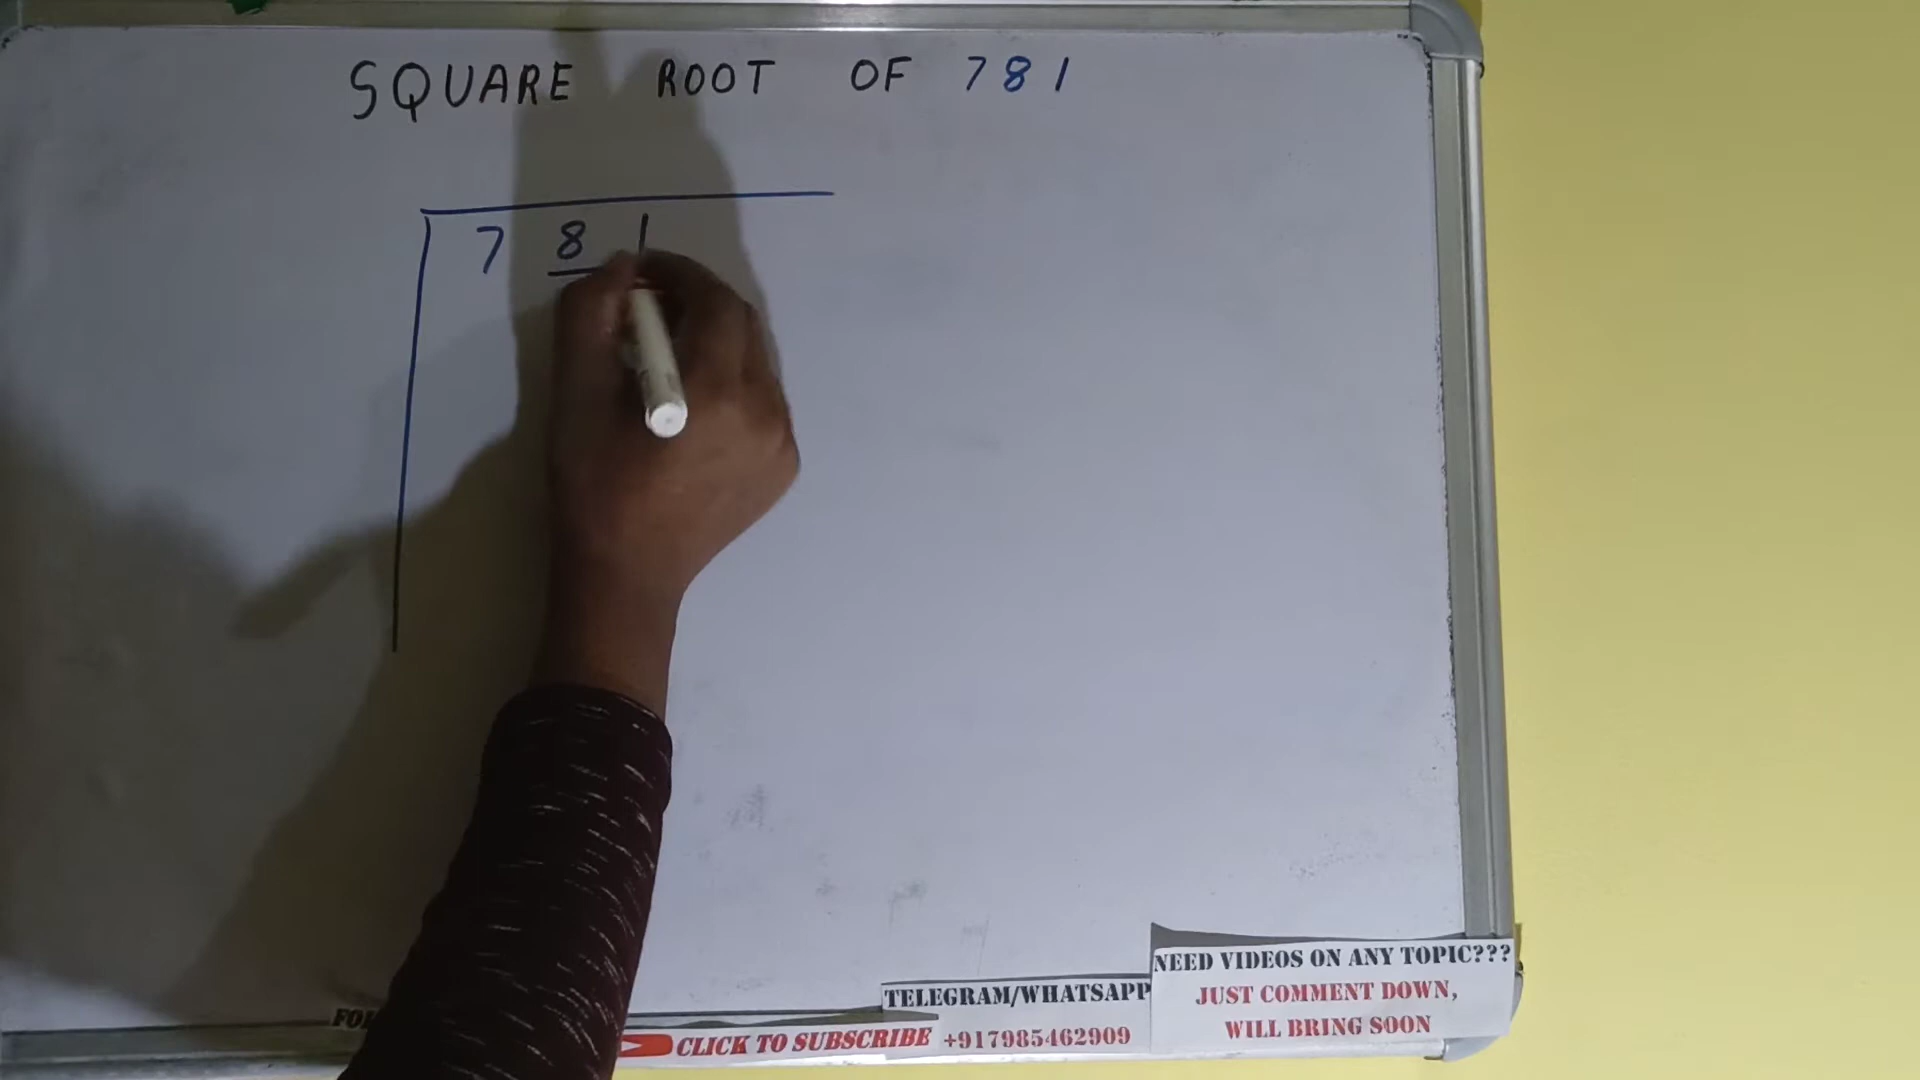 SQUARE ROOT OF 781
7 8 1
NEED VIDEOS ON ANY TOPIC???
JUST COMMENT DOWN,
WILL BRING SOON
TELEGRAM/WHATSAPP
+917985462909
CLICK TO SUBSCRIBE